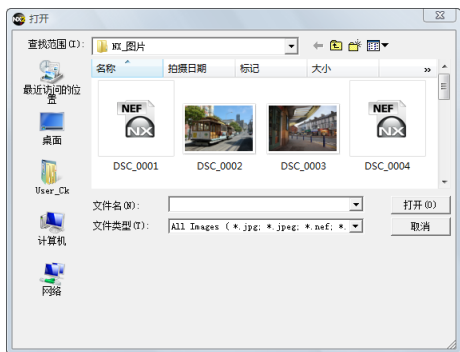 打开
查找范围(I):
NX_图片
名称
拍摄日期
标记
大小
»
最近访问的位置
桌面
User_Ck
计算机
网络
NEF
NX
NEF
NX
DSC_0001
DSC_0002
DSC_0003
DSC_0004
文件名(N):
打开(O)
文件类型(T):
All Images (*.jpg; *.jpeg; *.nef; *.
取消